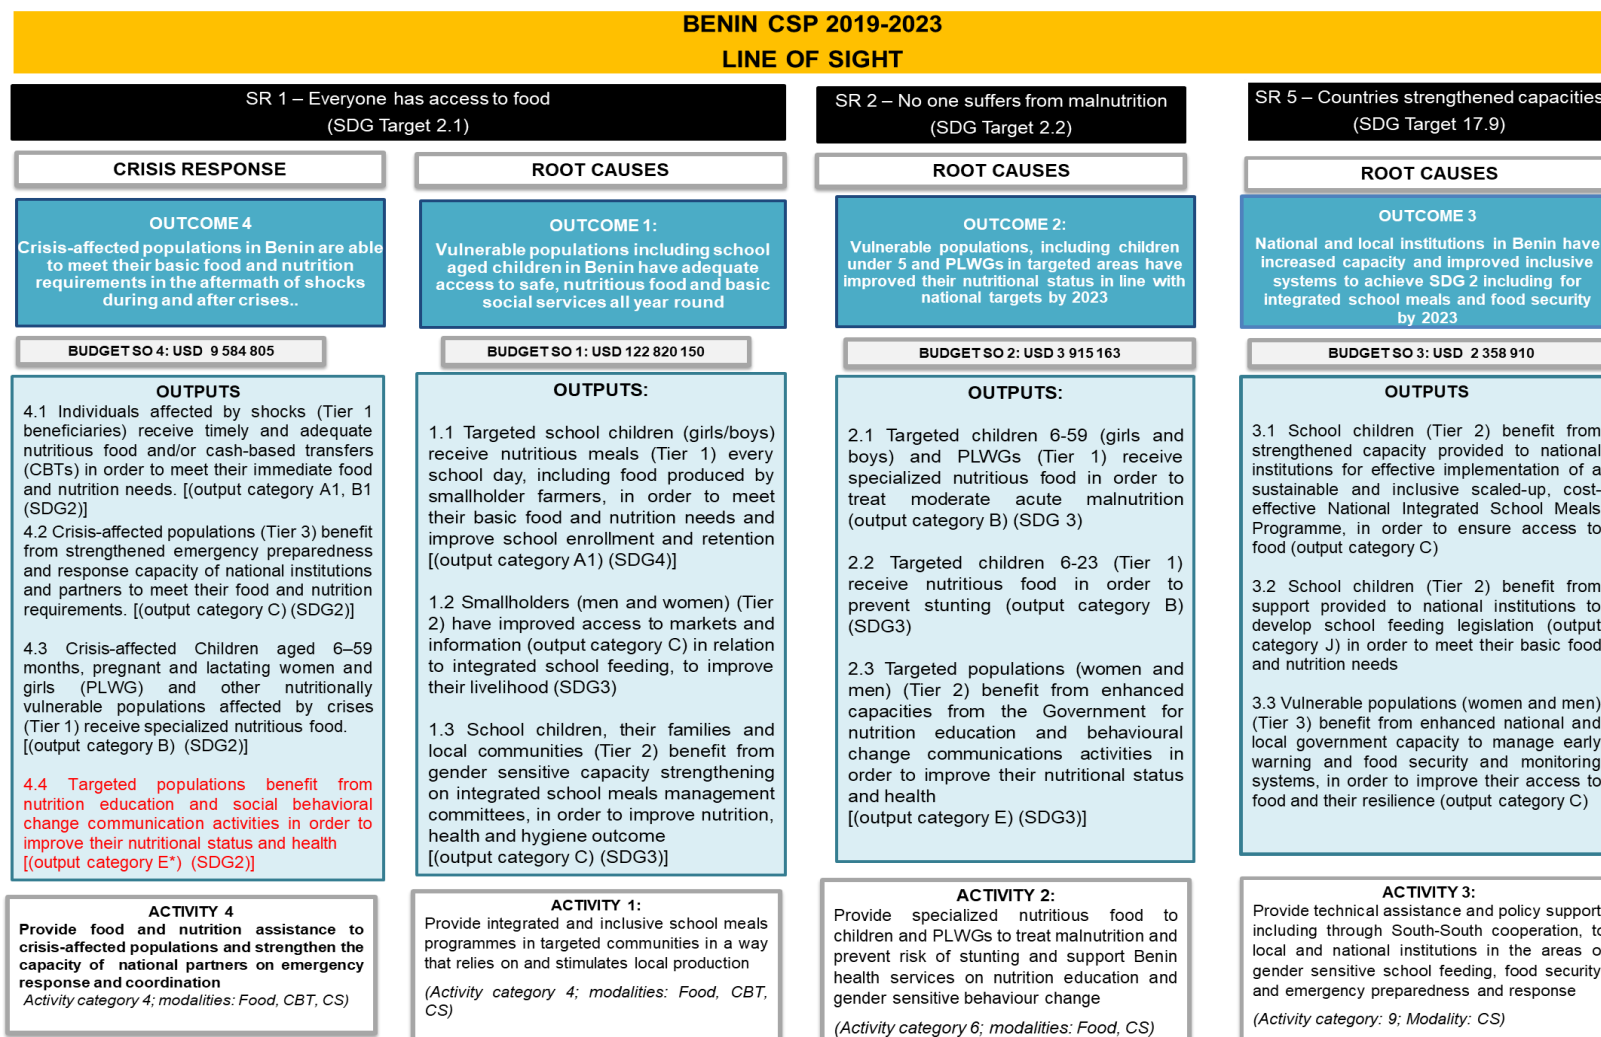 BENIN CSP 2019-2023
LINE OF SIGHT
SR 1 – Everyone has access to food
(SDG Target 2.1)
CRISIS RESPONSE
OUTCOME 4
Crisis-affected populations in Benin are able
to meet their basic food and nutrition
requirements in the aftermath of shocks
during and after crises..
BUDGET SO 4: USD 9 584 805
OUTPUTS
4.1 Individuals affected by shocks (Tier 1
beneficiaries) receive timely and adequate
nutritious food and/or cash-based transfers
(CBTs) in order to meet their immediate food
and nutrition needs. [(output category A1, B1
(SDG2)]
4.2 Crisis-affected populations (Tier 3) benefit
from strengthened emergency preparedness
and response capacity of national institutions
and partners to meet their food and nutrition
requirements. [(output category C) (SDG2)]
4.3 Crisis-affected Children aged 6–59
months, pregnant and lactating women and
girls (PLWG) and other nutritionally
vulnerable populations affected by crises
(Tier 1) receive specialized nutritious food.
[(output category B) (SDG2)]
4.4 Targeted populations benefit from
nutrition education and social behavioral
change communication activities in order to
improve their nutritional status and health
[(output category E*) (SDG2)]
ACTIVITY 4
Provide food and nutrition assistance to
crisis-affected populations and strengthen the
capacity of national partners on emergency
response and coordination
Activity category 4; modalities: Food, CBT, CS)
ROOT CAUSES
OUTCOME 1:
Vulnerable populations including school
aged children in Benin have adequate
access to safe, nutritious food and basic
social services all year round
BUDGET SO 1: USD 122 820 150
OUTPUTS:
1.1 Targeted school children (girls/boys)
receive nutritious meals (Tier 1) every
school day, including food produced by
smallholder farmers, in order to meet
their basic food and nutrition needs and
improve school enrollment and retention
[(output category A1) (SDG4)]
1.2 Smallholders (men and women) (Tier
2) have improved access to markets and
information (output category C) in relation
to integrated school feeding, to improve
their livelihood (SDG3)
1.3 School children, their families and
local communities (Tier 2) benefit from
gender sensitive capacity strengthening
on integrated school meals management
committees, in order to improve nutrition,
health and hygiene outcome
[(output category C) (SDG3)]
ACTIVITY 1:
Provide integrated and inclusive school meals
programmes in targeted communities in a way
that relies on and stimulates local production
(Activity category 4; modalities: Food, CBT,
CS)
SR 2 – No one suffers from malnutrition
(SDG Target 2.2)
ROOT CAUSES
OUTCOME 2:
Vulnerable populations, including children
under 5 and PLWGs in targeted areas have
improved their nutritional status in line with
national targets by 2023
BUDGET SO 2: USD 3 915 163
OUTPUTS:
2.1 Targeted children 6-59 (girls and
boys) and PLWGs (Tier 1) receive
specialized nutritious food in order to
treat moderate acute malnutrition
(output category B) (SDG 3)
2.2 Targeted children 6-23 (Tier 1)
receive nutritious food in order to
prevent stunting (output category B)
(SDG3)
2.3 Targeted populations (women and
men) (Tier 2) benefit from enhanced
capacities from the Government for
nutrition education and behavioural
change communications activities in
order to improve their nutritional status
and health
[(output category E) (SDG3)]
ACTIVITY 2:
Provide specialized nutritious food to
children and PLWGs to treat malnutrition and
prevent risk of stunting and support Benin
health services on nutrition education and
gender sensitive behaviour change
(Activity category 6; modalities: Food, CS)
SR 5 – Countries strengthened capacities
(SDG Target 17.9)
ROOT CAUSES
OUTCOME 3
National and local institutions in Benin have
increased capacity and improved inclusive
systems to achieve SDG 2 including for
integrated school meals and food security
by 2023
BUDGET SO 3: USD 2 358 910
OUTPUTS
3.1 School children (Tier 2) benefit from
strengthened capacity provided to national
institutions for effective implementation of a
sustainable and inclusive scaled-up, cost-
effective National Integrated School Meals
Programme, in order to ensure access to
food (output category C)
3.2 School children (Tier 2) benefit from
support provided to national institutions to
develop school feeding legislation (output
category J) in order to meet their basic food
and nutrition needs
3.3 Vulnerable populations (women and men)
(Tier 3) benefit from enhanced national and
local government capacity to manage early
warning and food security and monitoring
systems, in order to improve their access to
food and their resilience (output category C)
ACTIVITY 3:
Provide technical assistance and policy support
including through South-South cooperation, to
local and national institutions in the areas o
gender sensitive school feeding, food security
and emergency preparedness and response
(Activity category: 9; Modality: CS)